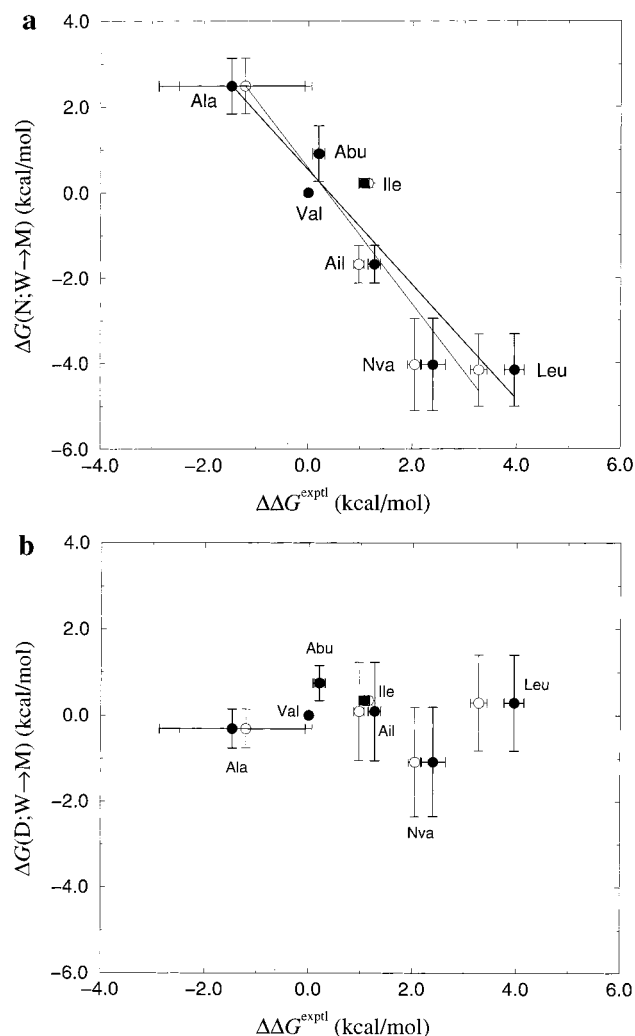 a
4.0
2.0
0.0
−2.0
−4.0
−6.0
ΔG(N;W→M) (kcal/mol)
Ala
Abu
Ile
Val
Ail
Nva
Leu
−4.0 −2.0 0.0 2.0 4.0 6.0
ΔΔG^exptl (kcal/mol)
b
4.0
2.0
0.0
−2.0
−4.0
−6.0
ΔG(D;W→M) (kcal/mol)
Abu
Val
Ile
Leu
Ail
Ala
Nva
−4.0 −2.0 0.0 2.0 4.0 6.0
ΔΔG^exptl (kcal/mol)